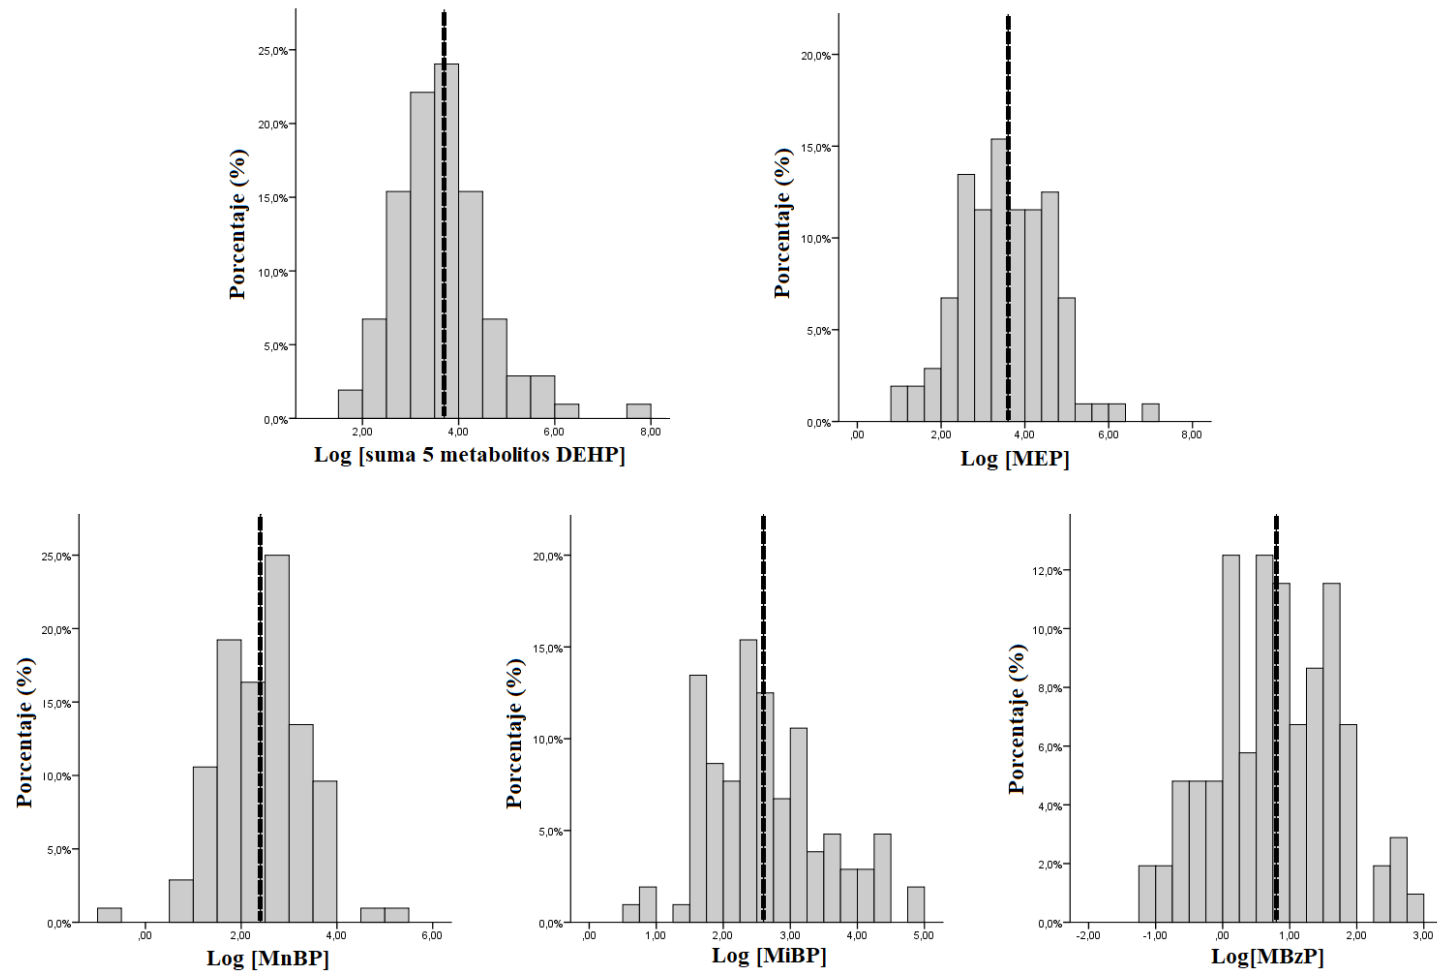 Porcentaje (%)
25,0%
20,0%
15,0%
10,0%
5,0%
0,0%
2,00 4,00 6,00 8,00
Log [suma 5 metabolitos DEHP]
Porcentaje (%)
20,0%
15,0%
10,0%
5,0%
0,0%
,00 2,00 4,00 6,00 8,00
Log [MEP]
Porcentaje (%)
25,0%
20,0%
15,0%
10,0%
5,0%
0,0%
,00 2,00 4,00 6,00
Log [MnBP]
Porcentaje (%)
20,0%
15,0%
10,0%
5,0%
0,0%
,00 1,00 2,00 3,00 4,00 5,00
Log [MiBP]
Porcentaje (%)
12,0%
10,0%
8,0%
6,0%
4,0%
2,0%
0,0%
-2,00 -1,00 ,00 1,00 2,00 3,00
Log[MBzP]